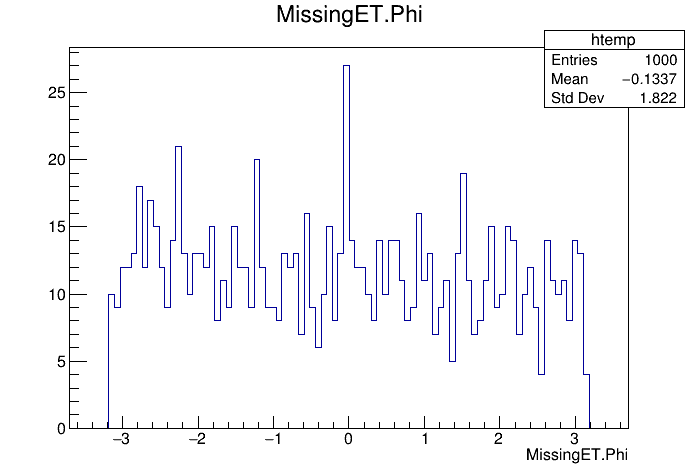 MissingET.Phi
htemp
Entries 1000
Mean −0.1337
Std Dev 1.822
25
20
15
10
5
0
−3 −2 −1 0 1 2 3
MissingET.Phi